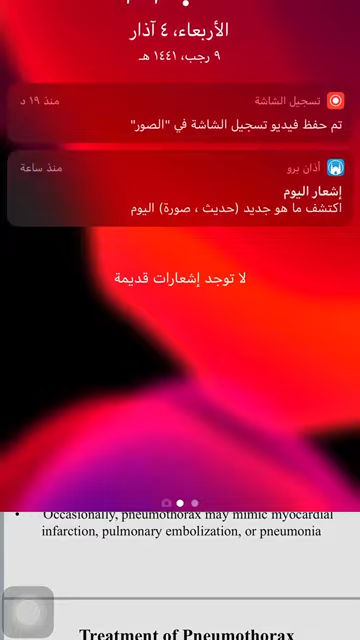 الأربعاء، ٤ آذار
٩ رجب، ١٤٤١ هـ
تسجيل الشاشة
منذ ١٩ د
تم حفظ فيديو تسجيل الشاشة في "الصور"
أذان برو
منذ ساعة
إشعار اليوم
اكتشف ما هو جديد (حديث ، صورة) اليوم
لا توجد إشعارات قديمة
• Occasionally, pneumothorax may mimic myocardial
infarction, pulmonary embolization, or pneumonia
Treatment of Pneumothorax